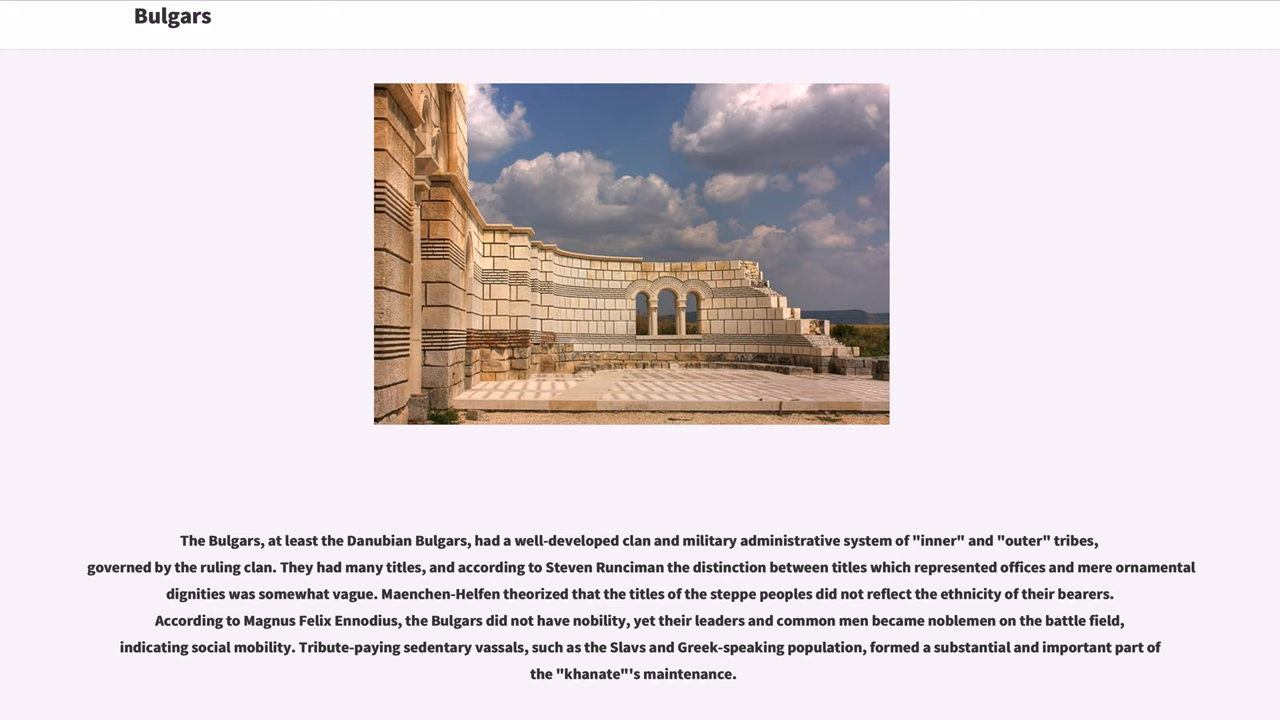 Bulgars
The Bulgars, at least the Danubian Bulgars, had a well-developed clan and military administrative system of "inner" and "outer" tribes,
governed by the ruling clan. They had many titles, and according to Steven Runciman the distinction between titles which represented offices and mere ornamental
dignities was somewhat vague. Maenchen-Helfen theorized that the titles of the steppe peoples did not reflect the ethnicity of their bearers.
According to Magnus Felix Ennodius, the Bulgars did not have nobility, yet their leaders and common men became noblemen on the battle field,
indicating social mobility. Tribute-paying sedentary vassals, such as the Slavs and Greek-speaking population, formed a substantial and important part of
the "khanate"'s maintenance.